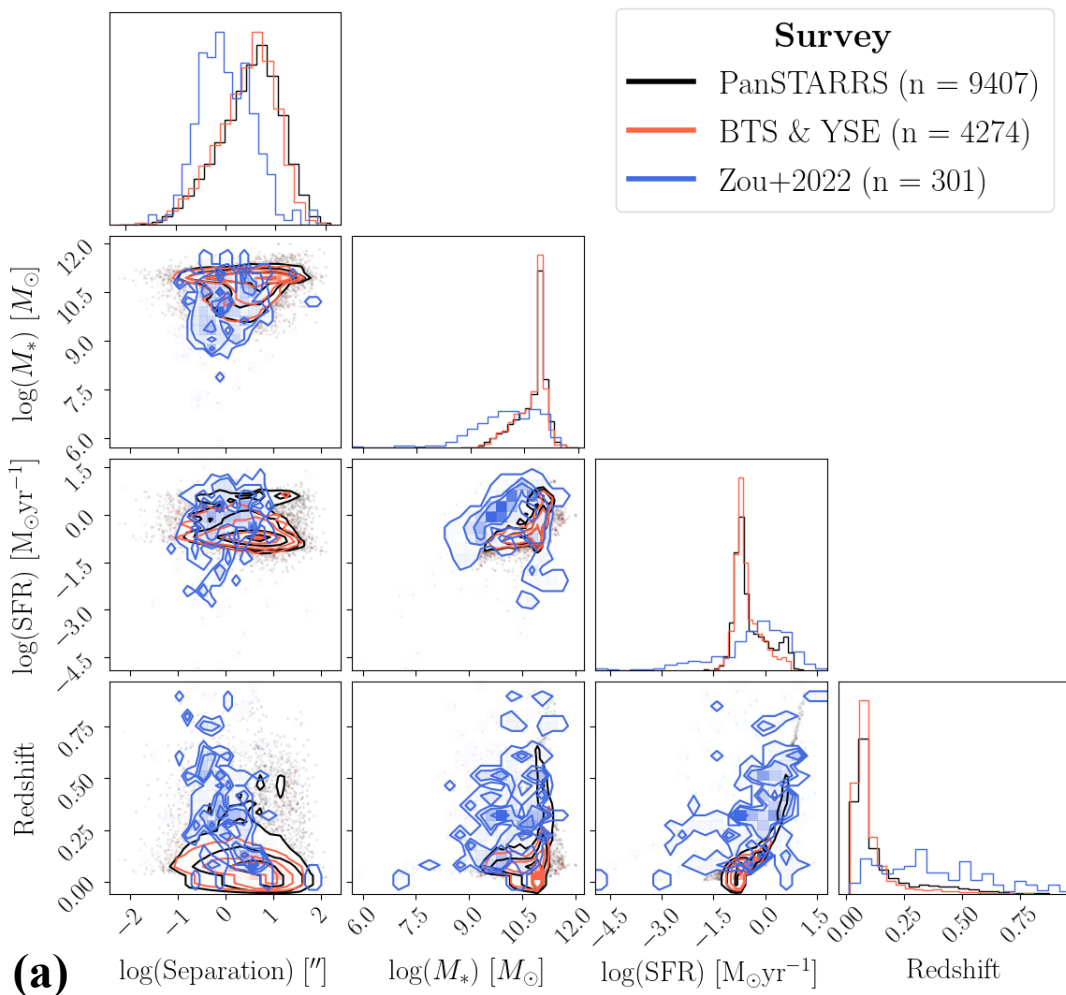 Survey
PanSTARRS (n = 9407)
BTS & YSE (n = 4274)
Zou+2022 (n = 301)
log(M*) [M⊙]
12.0
10.5
9.0
7.5
6.0
log(SFR) [M⊙yr−1]
1.5
0.0
−1.5
−3.0
−4.5
Redshift
0.75
0.50
0.25
0.00
−2 −1 0 1 2
6.0 7.5 9.0 10.5 12.0
−4.5 −3.0 −1.5 0.0 1.5
0.00 0.25 0.50 0.75
(a)
log(Separation) [″]
log(M*) [M⊙]
log(SFR) [M⊙yr−1]
Redshift